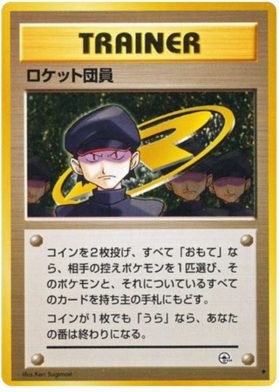 TRAINER
ロケット団員
コインを2枚投げ、すべて「おもて」な
ら、相手の控えポケモンを1匹選び、そ
のポケモンと、それについているすべ
てのカードを持ち主の手札にもどす。
コインが1枚でも「うら」なら、あなた
の番は終わりになる。
Illus. Ken Sugimori